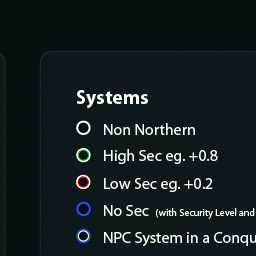 Systems
Non Northern
High Sec eg. +0.8
Low Sec eg. +0.2
No Sec (with Security Level and
NPC System in a Conqu